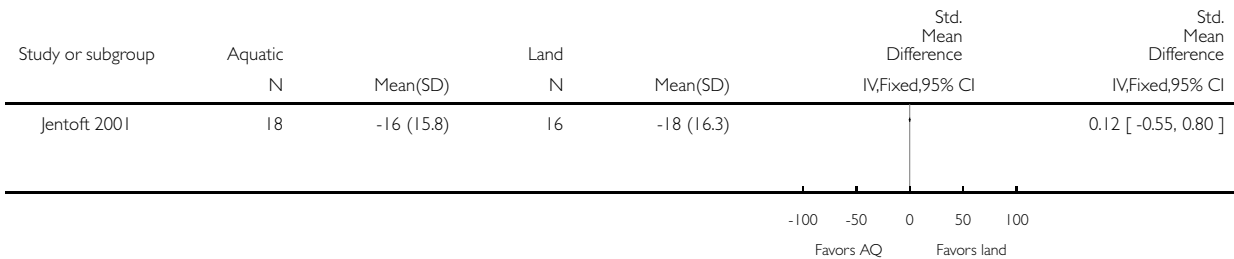 Std. Mean Difference Std. Mean Difference
Study or subgroup Aquatic Land
N Mean(SD) N Mean(SD) IV,Fixed,95% CI IV,Fixed,95% CI
Jentoft 2001 18 -16 (15.8) 16 -18 (16.3) 0.12 [ -0.55, 0.80 ]
-100 -50 0 50 100
Favors AQ Favors land